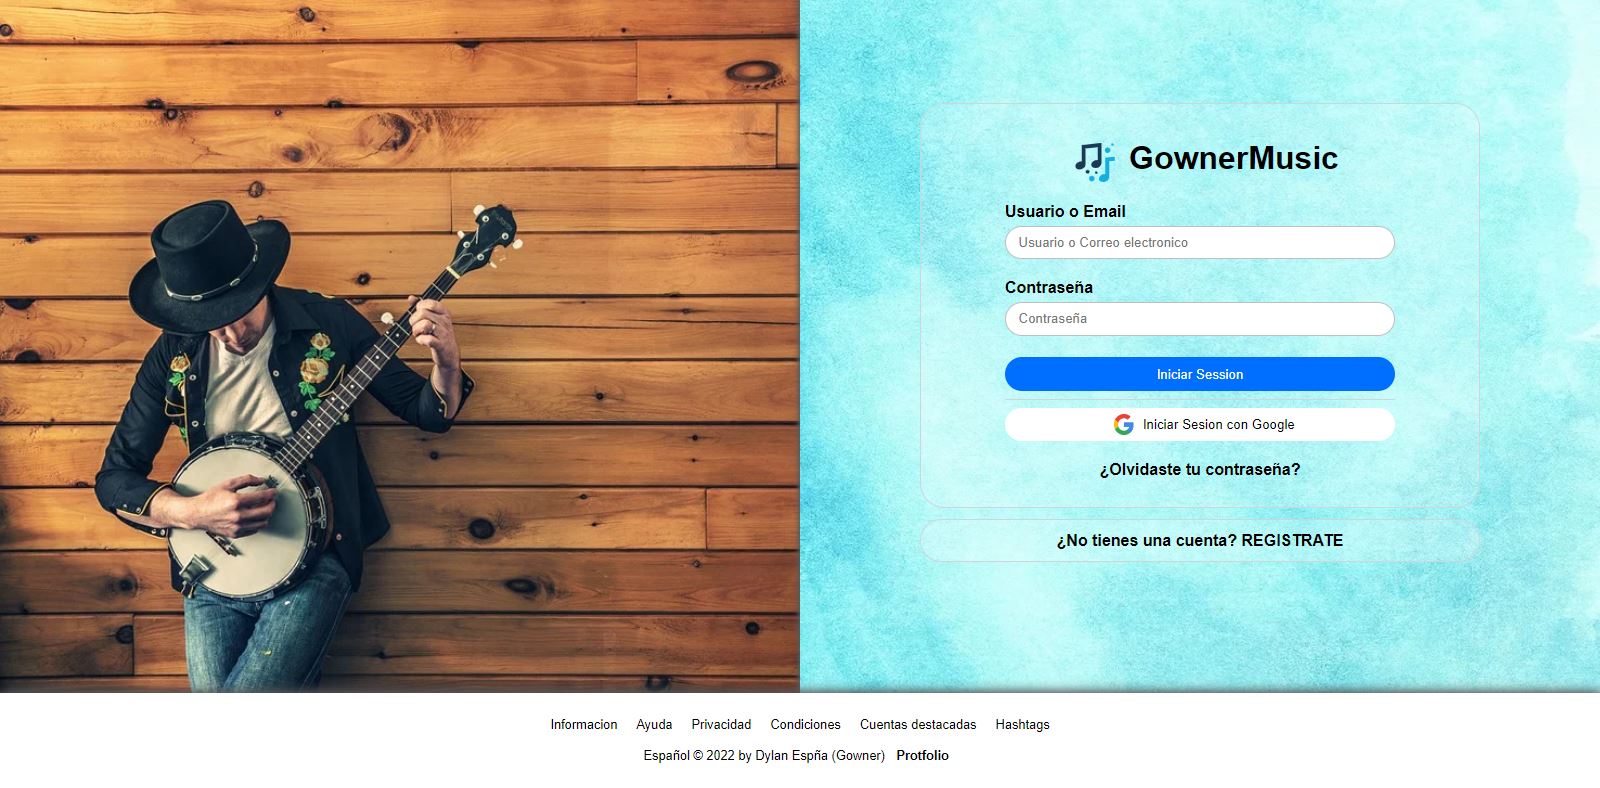 GownerMusic
Usuario o Email
Usuario o Correo electronico
Contraseña
Contraseña
Iniciar Session
Iniciar Sesion con Google
¿Olvidaste tu contraseña?
¿No tienes una cuenta? REGISTRATE
Informacion Ayuda Privacidad Condiciones Cuentas destacadas Hashtags
Español © 2022 by Dylan Espña (Gowner) Protfolio